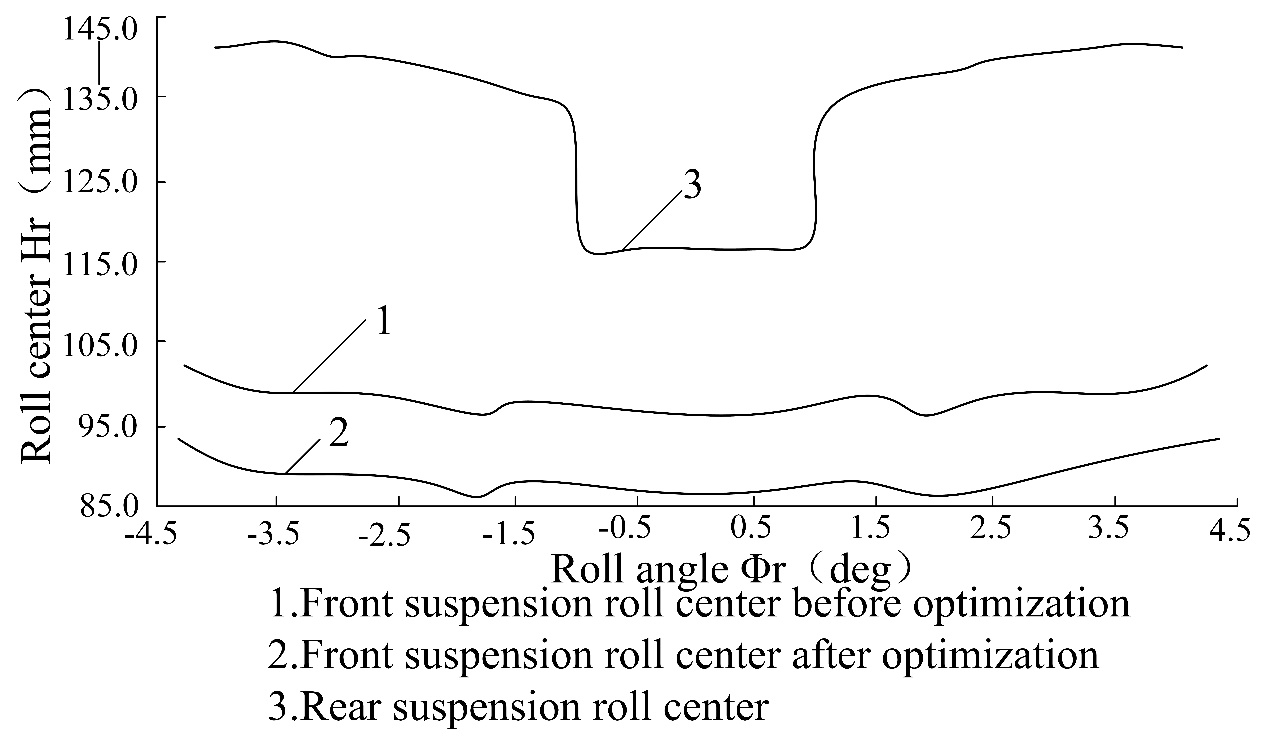 145.0
135.0
125.0
115.0
105.0
95.0
85.0
Roll center Hr（mm）
3
1
2
-4.5 -3.5 -2.5 -1.5 -0.5 0.5 1.5 2.5 3.5 4.5
Roll angle Φr（deg）
1.Front suspension roll center before optimization
2.Front suspension roll center after optimization
3.Rear suspension roll center